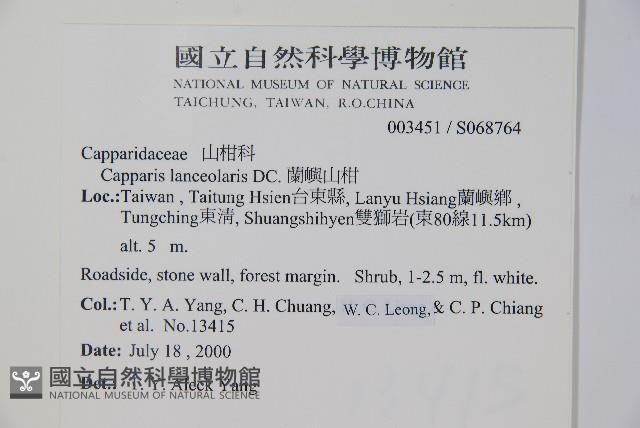 國立自然科學博物館
NATIONAL MUSEUM OF NATURAL SCIENCE
TAICHUNG, TAIWAN, R.O.CHINA
003451 / S068764
Capparidaceae 山柑科
Capparis lanceolaris DC. 蘭嶼山柑
Loc.:Taiwan , Taitung Hsien台東縣, Lanyu Hsiang蘭嶼鄉 ,
Tungching東淸, Shuangshihyen雙獅岩(東80線11.5km)
alt. 5 m.
Roadside, stone wall, forest margin. Shrub, 1-2.5 m, fl. white.
Col.: T. Y. A. Yang, C. H. Chuang, W. C. Leong, & C. P. Chiang
et al. No.13415
Date: July 18 , 2000
Det.: T. Y. Aleck Yang
國立自然科學博物館
NATIONAL MUSEUM OF NATURAL SCIENCE